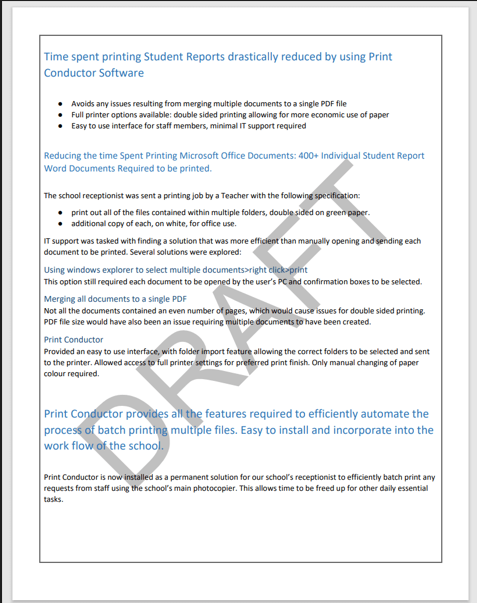 Time spent printing Student Reports drastically reduced by using Print
Conductor Software
● Avoids any issues resulting from merging multiple documents to a single PDF file
● Full printer options available: double sided printing allowing for more economic use of paper
● Easy to use interface for staff members, minimal IT support required
Reducing the time Spent Printing Microsoft Office Documents: 400+ Individual Student Report
Word Documents Required to be printed.
The school receptionist was sent a printing job by a Teacher with the following specification:
● print out all of the files contained within multiple folders, double sided on green paper.
● additional copy of each, on white, for office use.
IT support was tasked with finding a solution that was more efficient than manually opening and sending each
document to be printed. Several solutions were explored:
Using windows explorer to select multiple documents>right click>print
This option still required each document to be opened by the user's PC and confirmation boxes to be selected.
Merging all documents to a single PDF
Not all the documents contained an even number of pages, which would cause issues for double sided printing.
PDF file size would have also been an issue requiring multiple documents to have been created.
Print Conductor
Provided an easy to use interface, with folder import feature allowing the correct folders to be selected and sent
to the printer. Allowed access to full printer settings for preferred print finish. Only manual changing of paper
colour required.
Print Conductor provides all the features required to efficiently automate the
process of batch printing multiple files. Easy to install and incorporate into the
work flow of the school.
Print Conductor is now installed as a permanent solution for our school's receptionist to efficiently batch print any
requests from staff using the school's main photocopier. This allows time to be freed up for other daily essential
tasks.
DRAFT